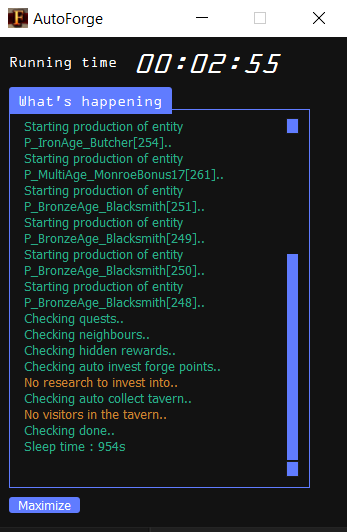 AutoForge
Running time 00:02:55
What's happening
Starting production of entity
P_IronAge_Butcher[254]..
Starting production of entity
P_MultiAge_MonroeBonus17[261]..
Starting production of entity
P_BronzeAge_Blacksmith[251]..
Starting production of entity
P_BronzeAge_Blacksmith[249]..
Starting production of entity
P_BronzeAge_Blacksmith[250]..
Starting production of entity
P_BronzeAge_Blacksmith[248]..
Checking quests..
Checking neighbours..
Checking hidden rewards..
Checking auto invest forge points..
No research to invest into..
Checking auto collect tavern..
No visitors in the tavern..
Checking done..
Sleep time : 954s
Maximize